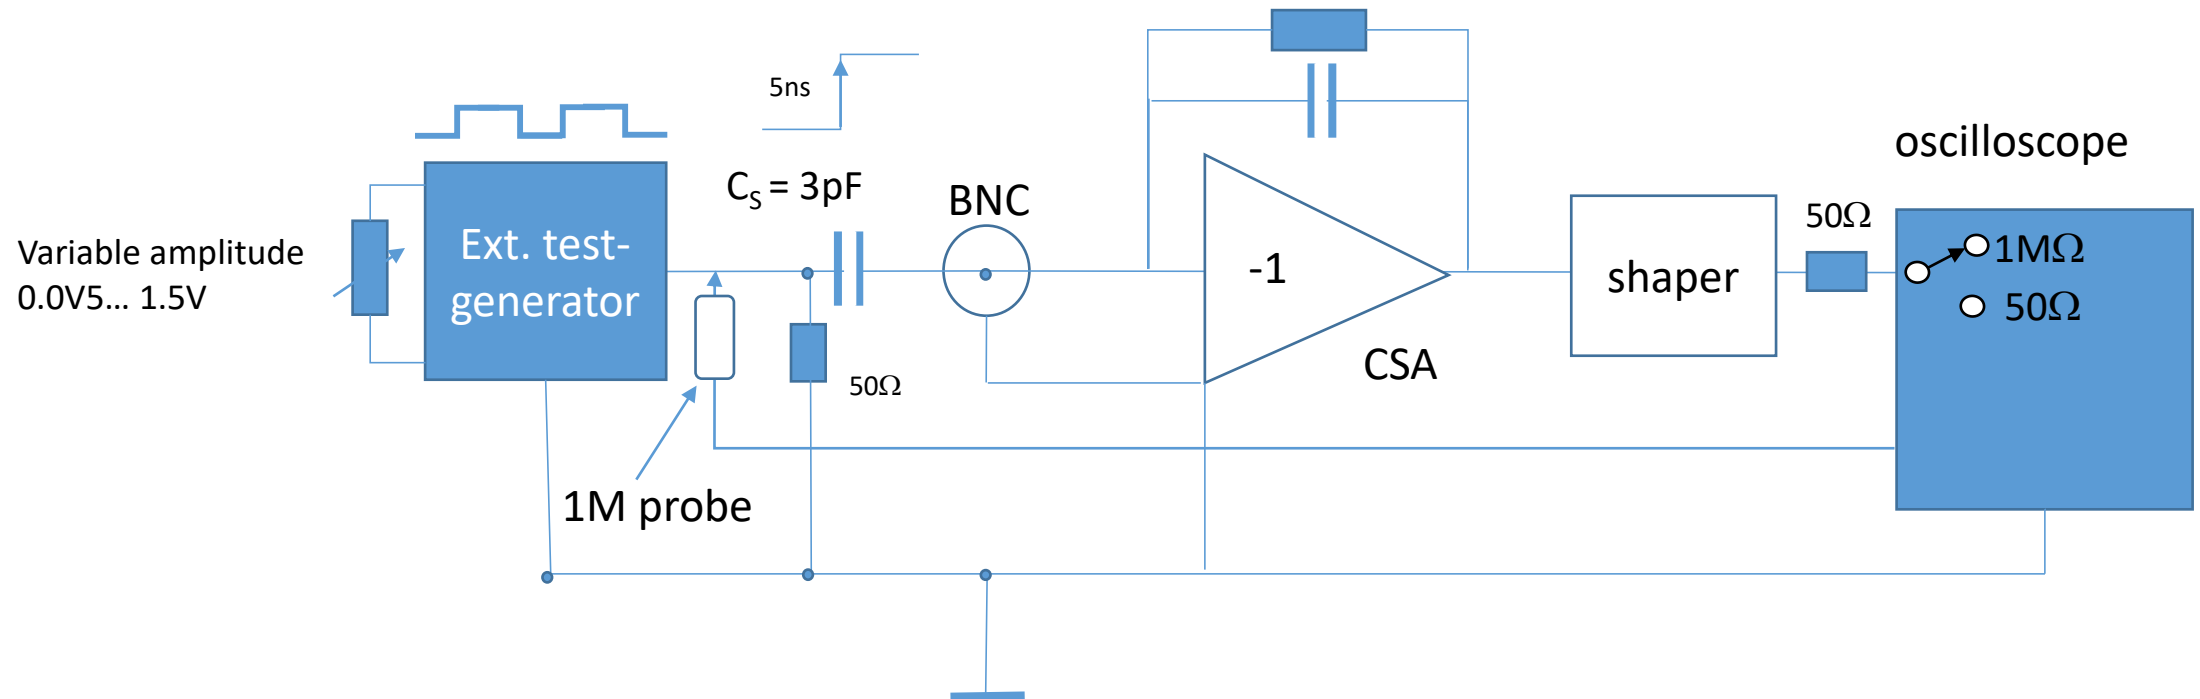 5ns
C_S = 3pF
BNC
oscilloscope
Variable amplitude
0.0V5... 1.5V
Ext. test-
generator
-1
shaper
50Ω
1MΩ
50Ω
CSA
50Ω
1M probe